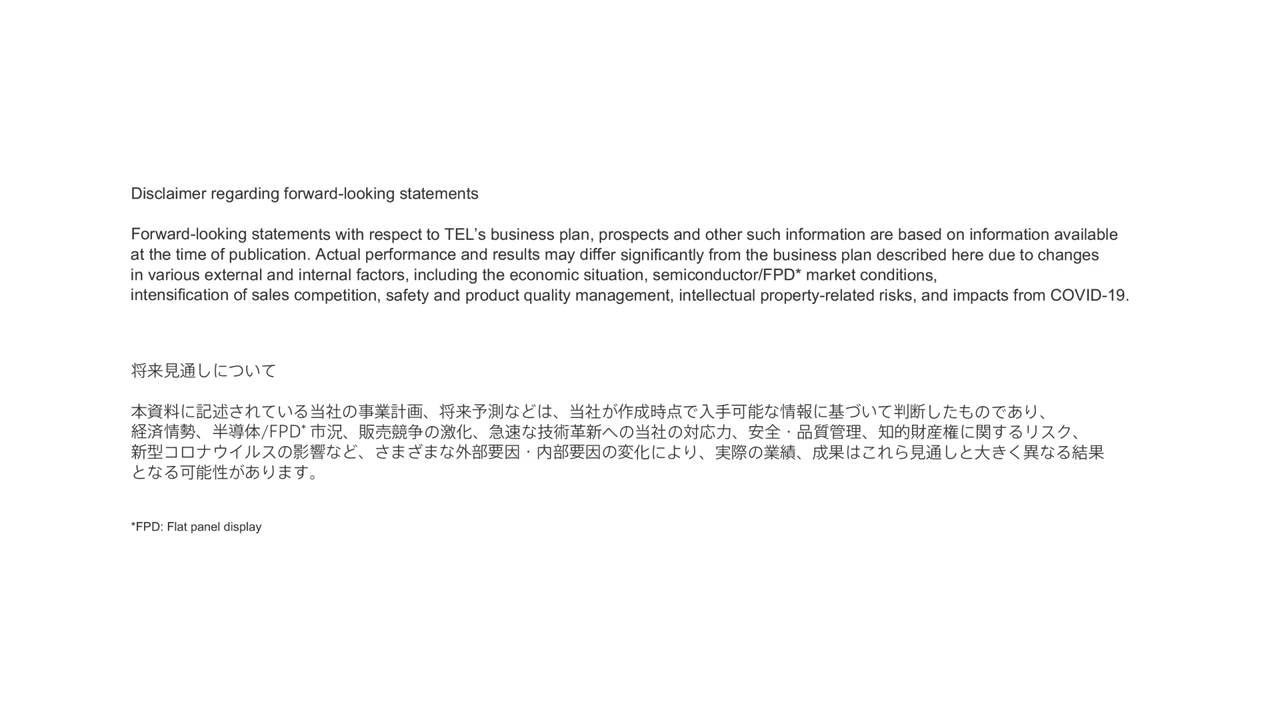 Disclaimer regarding forward-looking statements
Forward-looking statements with respect to TEL’s business plan, prospects and other such information are based on information available
at the time of publication. Actual performance and results may differ significantly from the business plan described here due to changes
in various external and internal factors, including the economic situation, semiconductor/FPD* market conditions,
intensification of sales competition, safety and product quality management, intellectual property-related risks, and impacts from COVID-19.
将来見通しについて
本資料に記述されている当社の事業計画、将来予測などは、当社が作成時点で入手可能な情報に基づいて判断したものであり、
経済情勢、半導体/FPD* 市況、販売競争の激化、急速な技術革新への当社の対応力、安全・品質管理、知的財産権に関するリスク、
新型コロナウイルスの影響など、さまざまな外部要因・内部要因の変化により、実際の業績、成果はこれら見通しと大きく異なる結果
となる可能性があります。
*FPD: Flat panel display